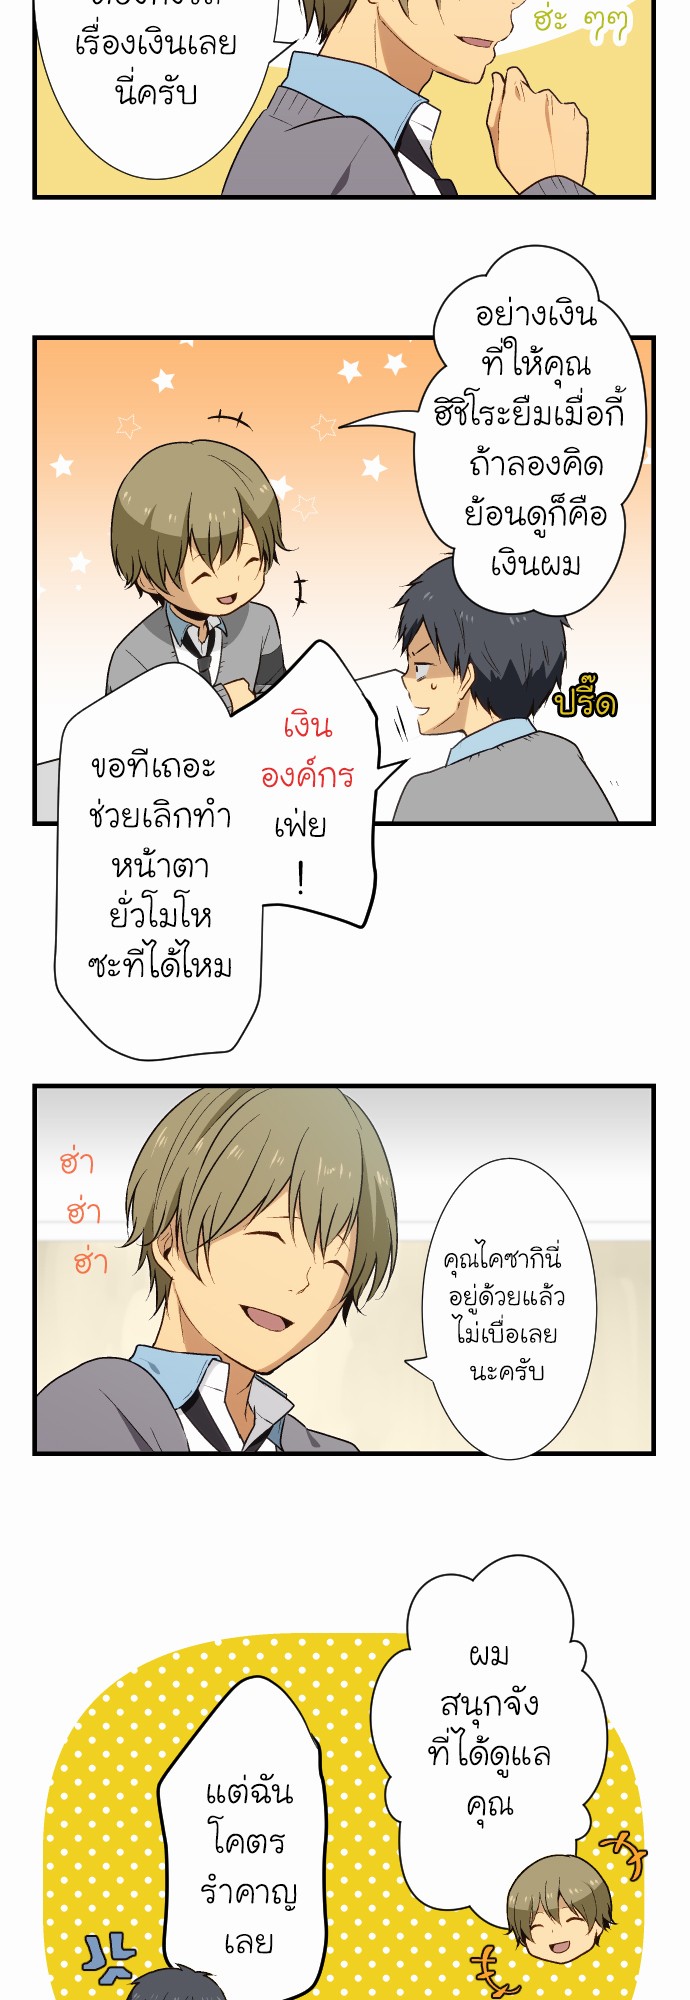 เรื่องเงินเลย
นี่ครับ
ฮ่ะ ๆๆ
อย่างเงิน
ที่ให้คุณ
ฮิชิโระยืมเมื่อกี้
ถ้าลองคิด
ย้อนดูก็คือ
เงินผม
ปรี๊ด
เงิน
องค์กร
เฟ่ย
!
ขอทีเถอะ
ช่วยเลิกทำ
หน้าตา
ยั่วโมโห
ซะทีได้ไหม
ฮ่า
ฮ่า
ฮ่า
คุณไคซากินี่
อยู่ด้วยแล้ว
ไม่เบื่อเลย
นะครับ
ผม
สนุกจัง
ที่ได้ดูแล
คุณ
แต่ฉัน
โคตร
รำคาญ
เลย